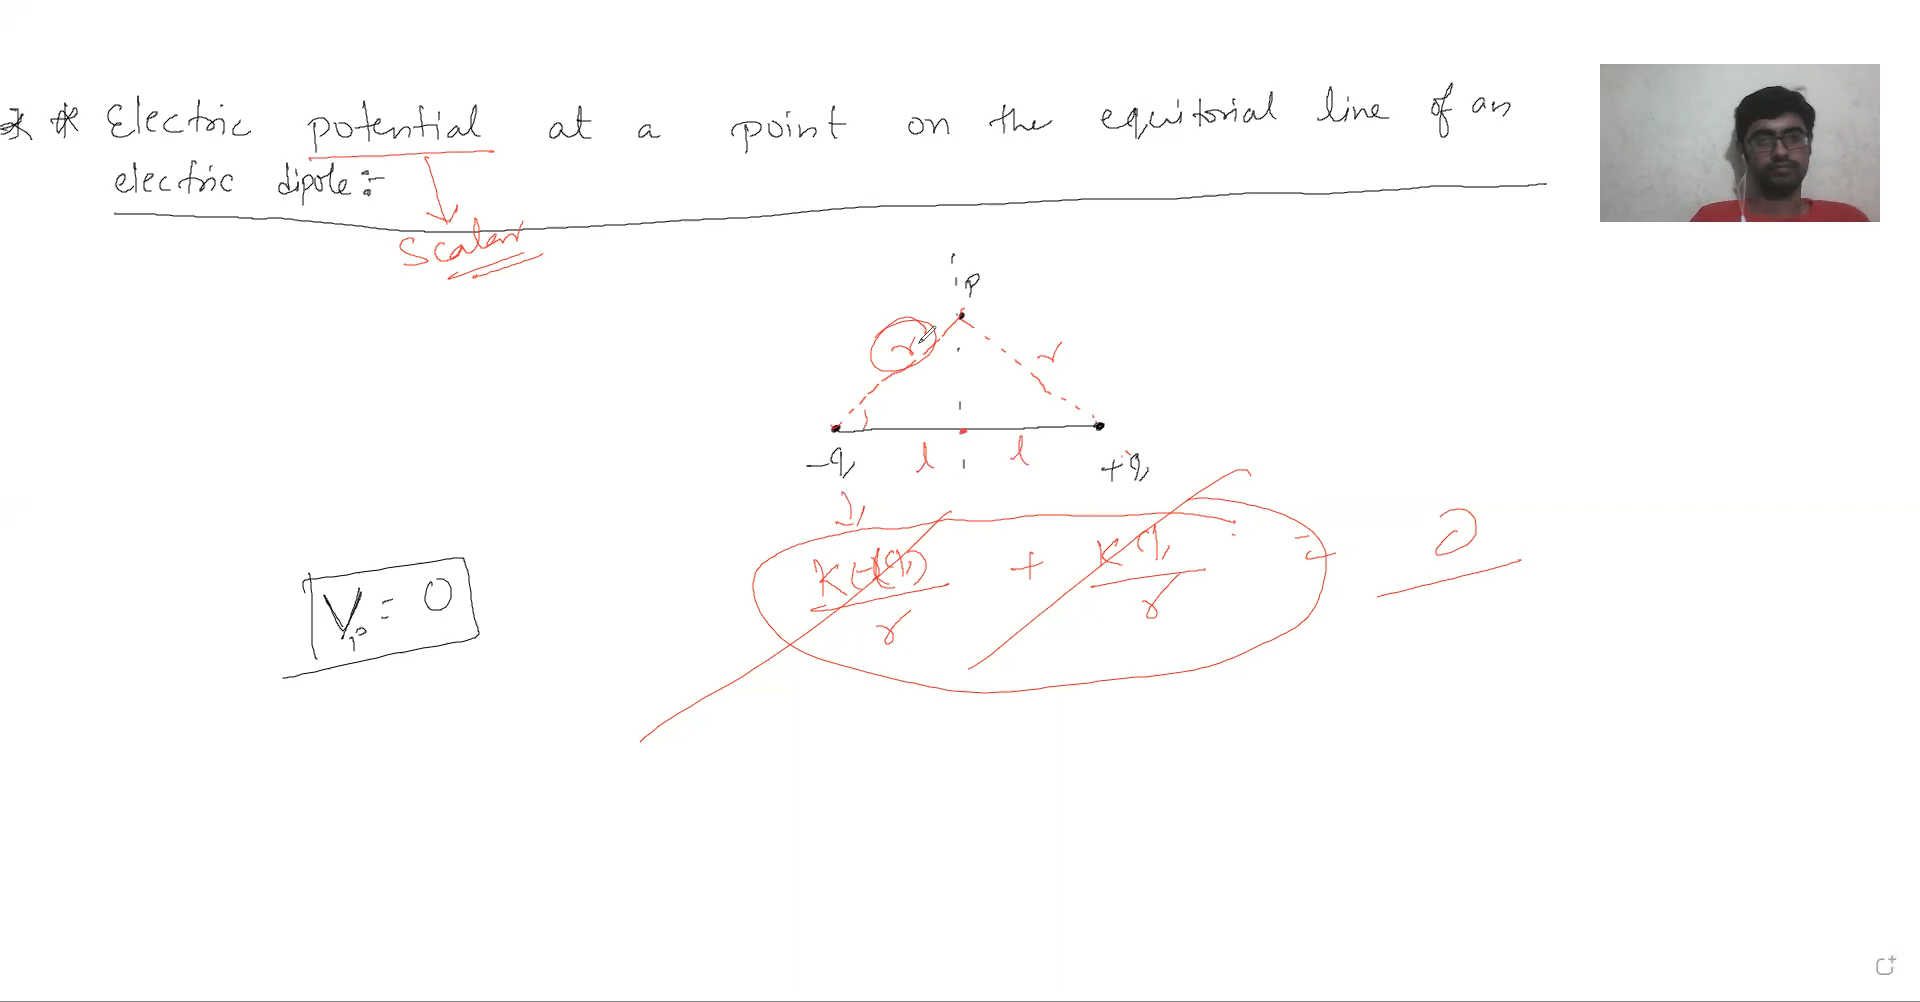 * * Electric potential at a point on the equitorial line of an
electric dipole :-
Scalar
P
r r
-q l l +q
K(-q) / r + Kq / r = 0
Vp = 0